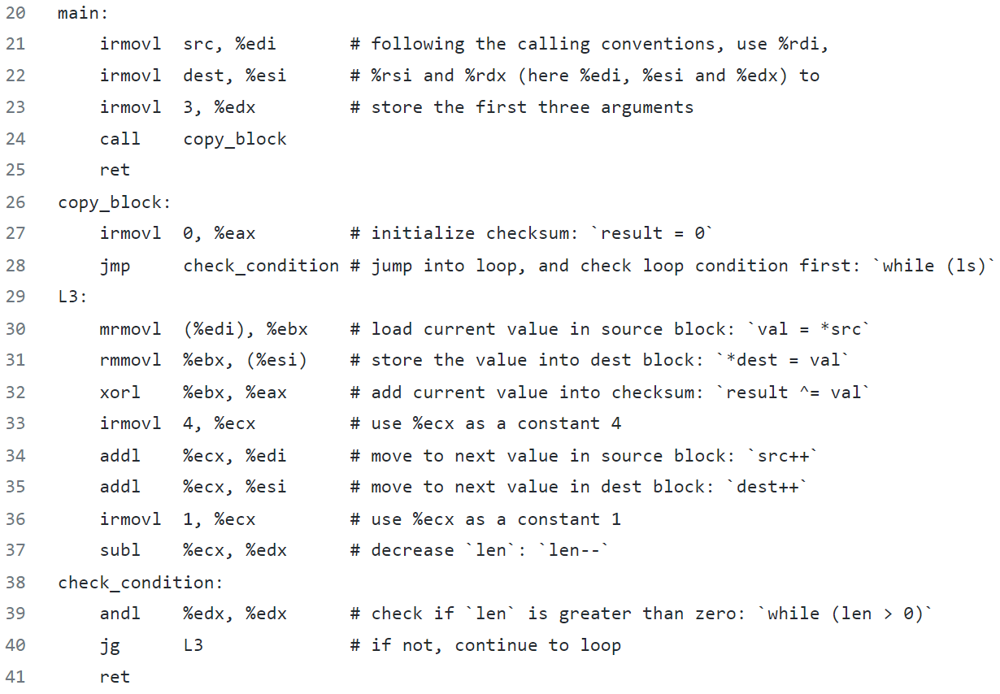 20 main:
21 irmovl src, %edi # following the calling conventions, use %rdi,
22 irmovl dest, %esi # %rsi and %rdx (here %edi, %esi and %edx) to
23 irmovl 3, %edx # store the first three arguments
24 call copy_block
25 ret
26 copy_block:
27 irmovl 0, %eax # initialize checksum: `result = 0`
28 jmp check_condition # jump into loop, and check loop condition first: `while (ls)`
29 L3:
30 mrmovl (%edi), %ebx # load current value in source block: `val = *src`
31 rmmovl %ebx, (%esi) # store the value into dest block: `*dest = val`
32 xorl %ebx, %eax # add current value into checksum: `result ^= val`
33 irmovl 4, %ecx # use %ecx as a constant 4
34 addl %ecx, %edi # move to next value in source block: `src++`
35 addl %ecx, %esi # move to next value in dest block: `dest++`
36 irmovl 1, %ecx # use %ecx as a constant 1
37 subl %ecx, %edx # decrease `len`: `len--`
38 check_condition:
39 andl %edx, %edx # check if `len` is greater than zero: `while (len > 0)`
40 jg L3 # if not, continue to loop
41 ret